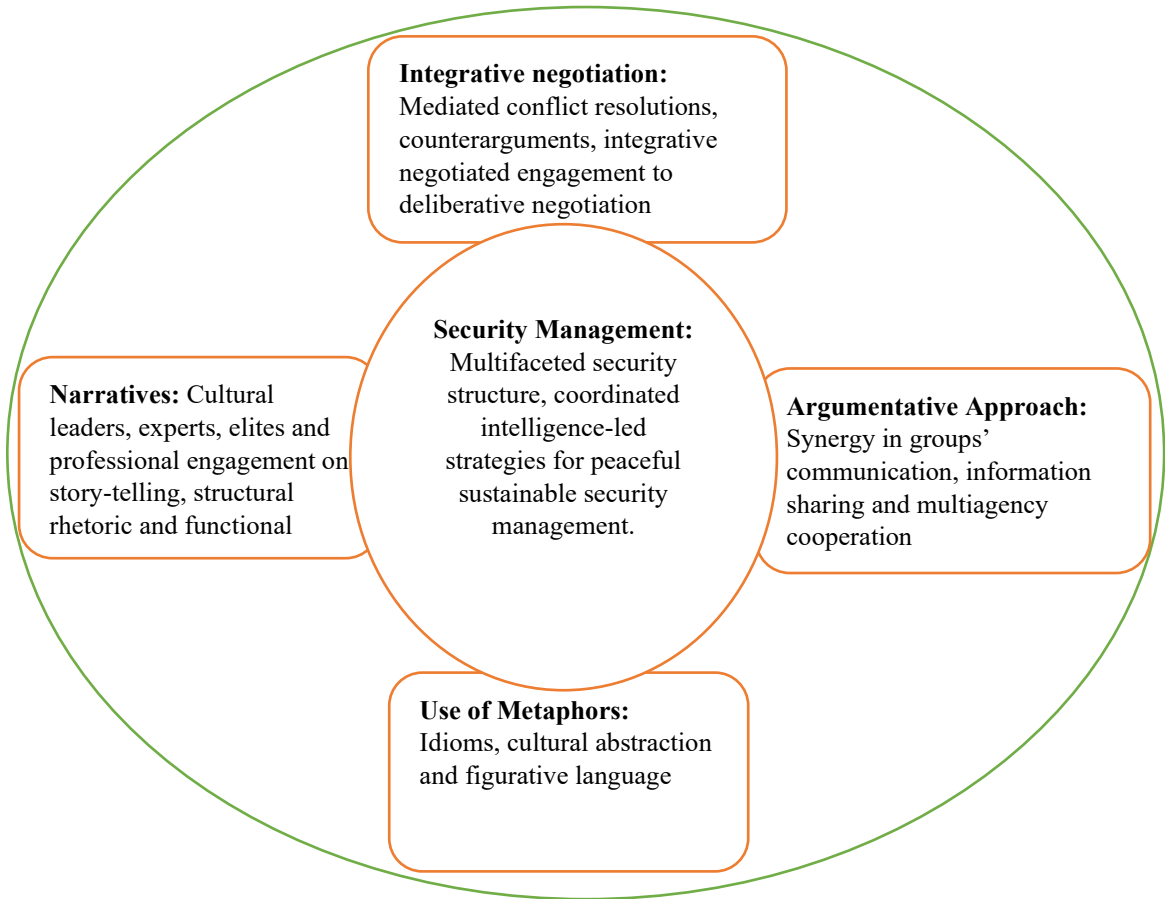 Integrative negotiation:
Mediated conflict resolutions,
counterarguments, integrative
negotiated engagement to
deliberative negotiation
Security Management:
Multifaceted security
structure, coordinated
intelligence-led
strategies for peaceful
sustainable security
management.
Narratives: Cultural
leaders, experts, elites and
professional engagement on
story-telling, structural
rhetoric and functional
Argumentative Approach:
Synergy in groups’
communication, information
sharing and multiagency
cooperation
Use of Metaphors:
Idioms, cultural abstraction
and figurative language